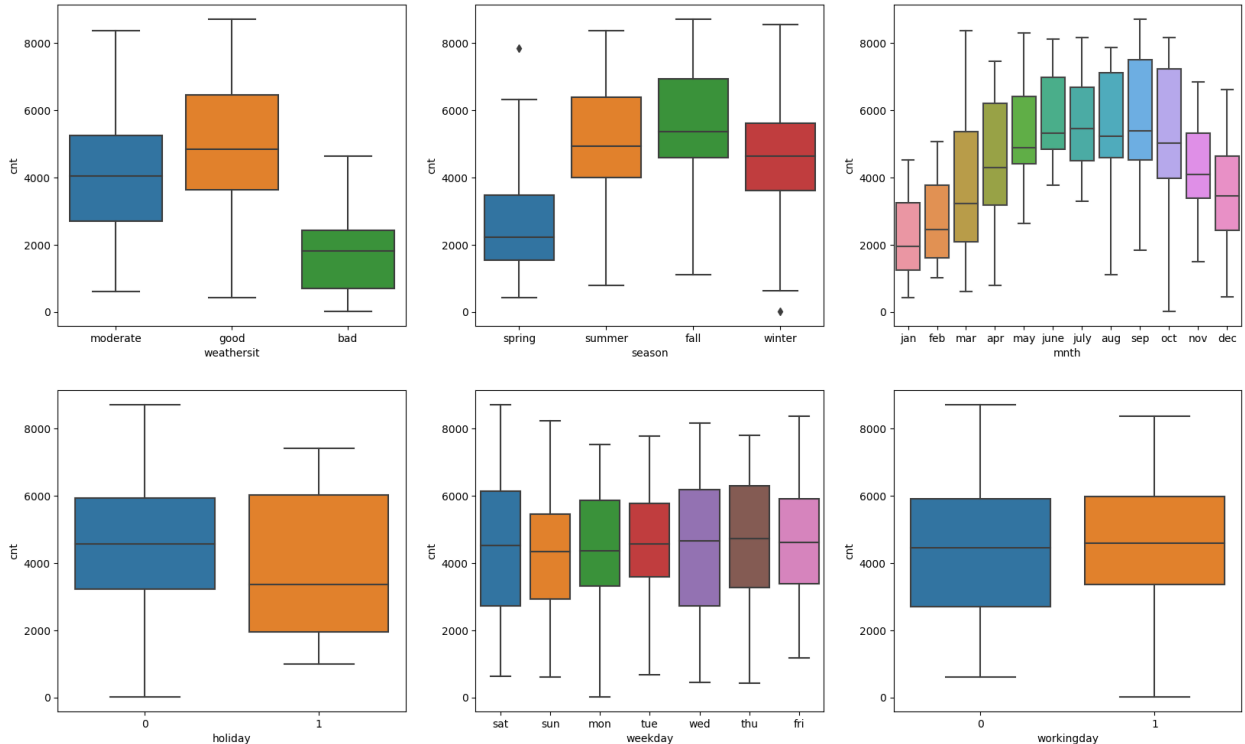 8000
6000
4000
2000
0
cnt
moderate good bad
weathersit
8000
6000
4000
2000
0
cnt
spring summer fall winter
season
8000
6000
4000
2000
0
cnt
jan feb mar apr may june july aug sep oct nov dec
mnth
8000
6000
4000
2000
0
cnt
0 1
holiday
8000
6000
4000
2000
0
cnt
sat sun mon tue wed thu fri
weekday
8000
6000
4000
2000
0
cnt
0 1
workingday